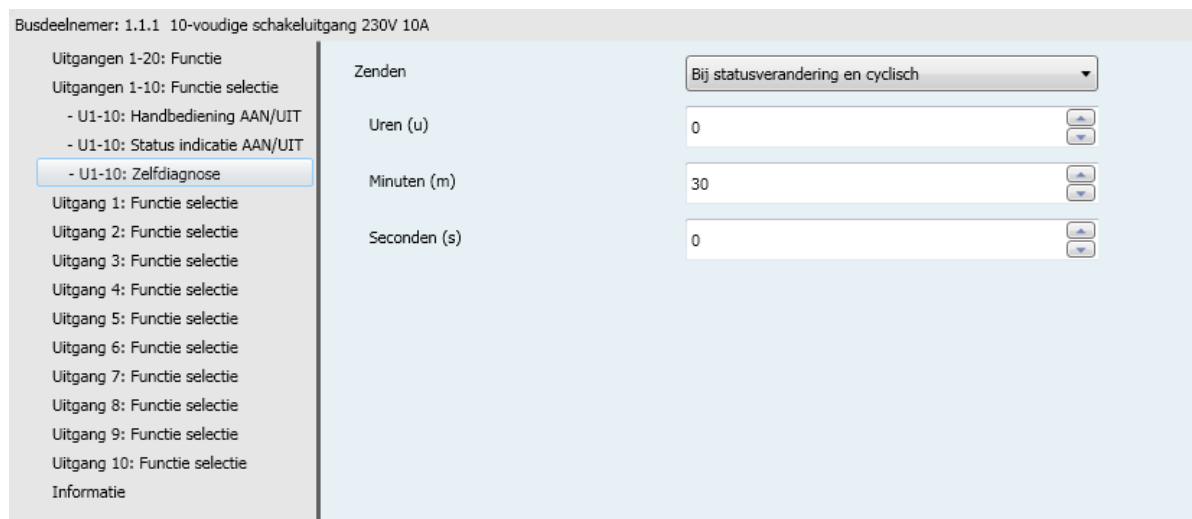 Busdeelnemer: 1.1.1 10-voudige schakeluitgang 230V 10A
Uitgangen 1-20: Functie
Uitgangen 1-10: Functie selectie
- U1-10: Handbediening AAN/UIT
- U1-10: Status indicatie AAN/UIT
- U1-10: Zelfdiagnose
Uitgang 1: Functie selectie
Uitgang 2: Functie selectie
Uitgang 3: Functie selectie
Uitgang 4: Functie selectie
Uitgang 5: Functie selectie
Uitgang 6: Functie selectie
Uitgang 7: Functie selectie
Uitgang 8: Functie selectie
Uitgang 9: Functie selectie
Uitgang 10: Functie selectie
Informatie
Zenden Bij statusverandering en cyclisch
Uren (u) 0
Minuten (m) 30
Seconden (s) 0